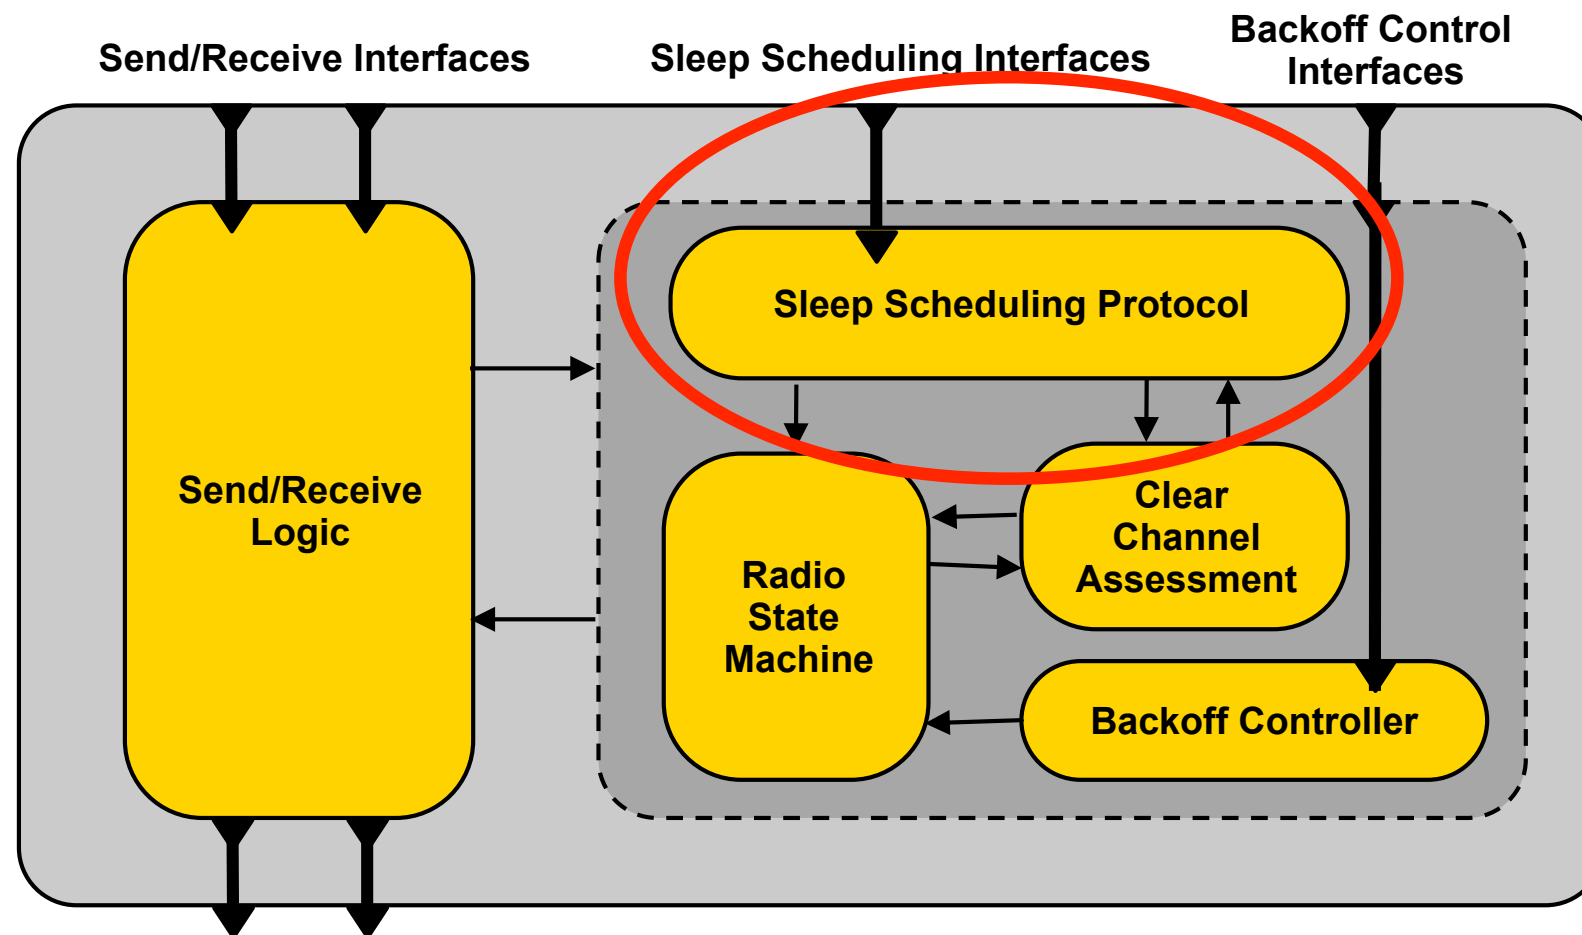 Send/Receive Interfaces
Sleep Scheduling Interfaces
Backoff Control
Interfaces
Sleep Scheduling Protocol
Send/Receive
Logic
Clear
Channel
Assessment
Radio
State
Machine
Backoff Controller